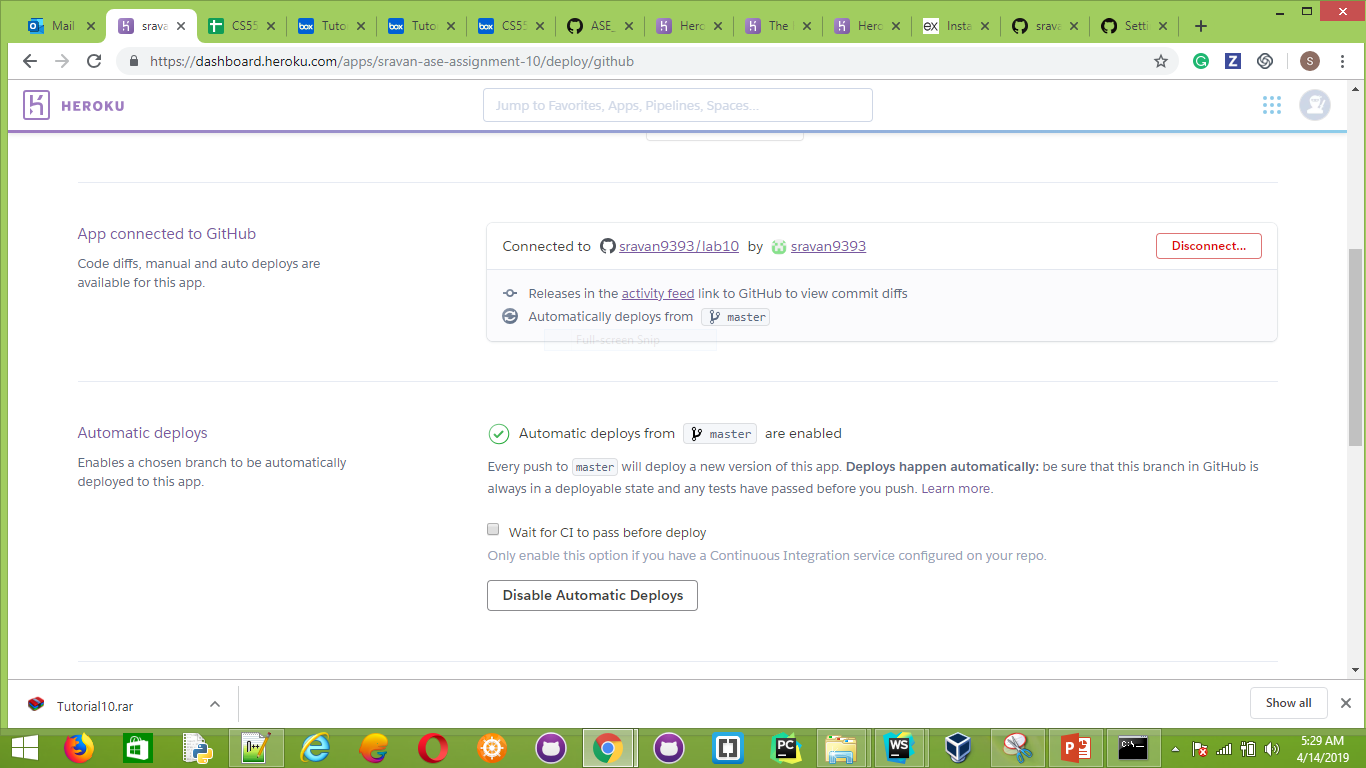 Mail
srava
CS55
Tuto
Tuto
CS55
ASE_
Hero
The
Hero
ex Insta
srava
Setti
https://dashboard.heroku.com/apps/sravan-ase-assignment-10/deploy/github
S
HEROKU
Jump to Favorites, Apps, Pipelines, Spaces...
App connected to GitHub
Code diffs, manual and auto deploys are
available for this app.
Connected to sravan9393/lab10 by sravan9393
Disconnect...
Releases in the activity feed link to GitHub to view commit diffs
Automatically deploys from master
Full-screen Snip
Automatic deploys
Enables a chosen branch to be automatically
deployed to this app.
Automatic deploys from master are enabled
Every push to master will deploy a new version of this app. Deploys happen automatically: be sure that this branch in GitHub is
always in a deployable state and any tests have passed before you push. Learn more.
Wait for CI to pass before deploy
Only enable this option if you have a Continuous Integration service configured on your repo.
Disable Automatic Deploys
Tutorial10.rar
Show all
5:29 AM
4/14/2019